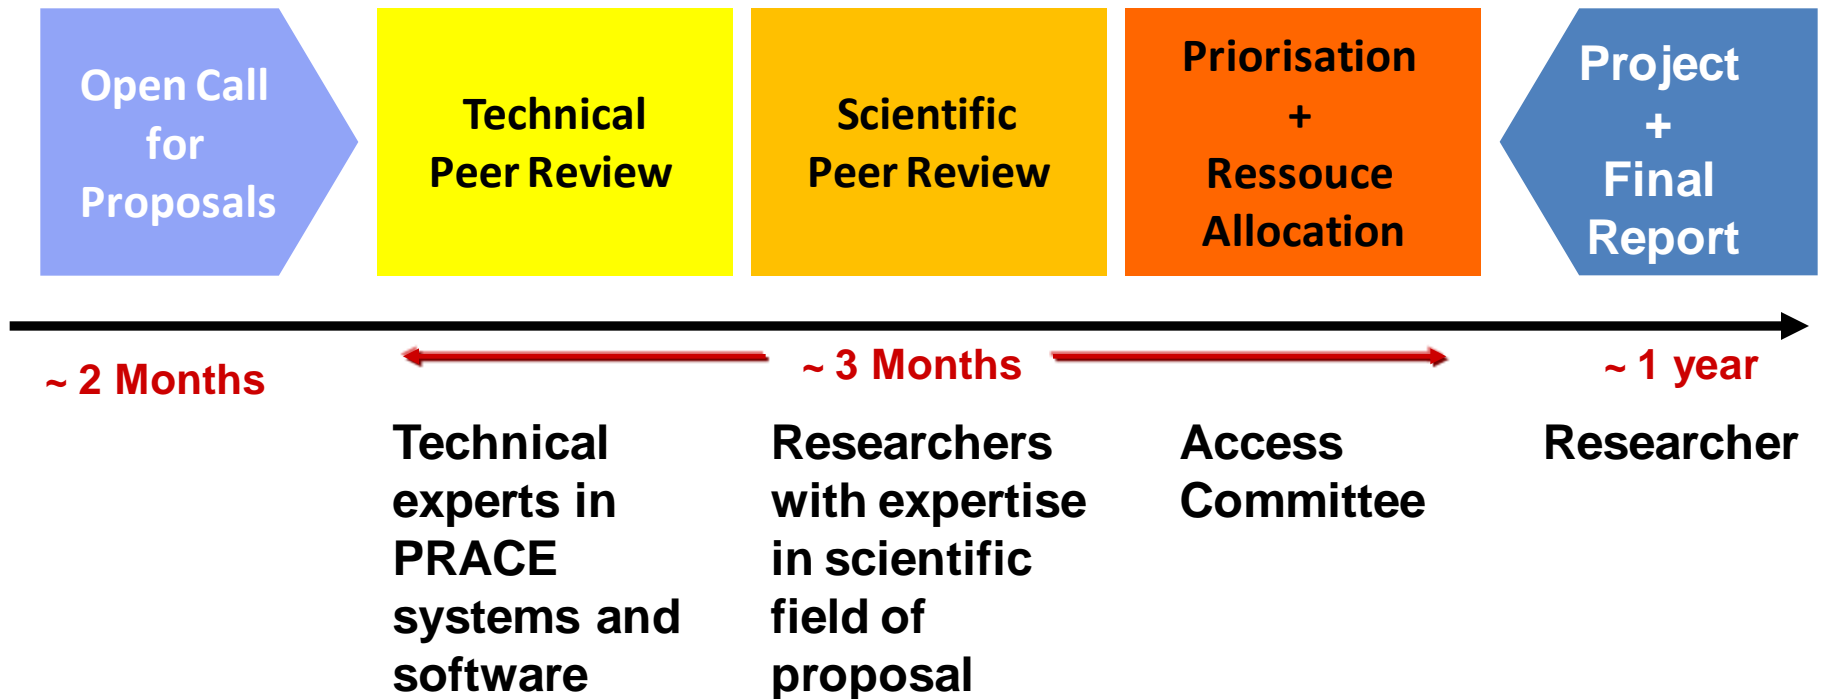 Open Call
for
Proposals
Technical
Peer Review
Scientific
Peer Review
Priorisation
+
Ressouce
Allocation
Project
+
Final
Report
~ 2 Months
~ 3 Months
~ 1 year
Technical
experts in
PRACE
systems and
software
Researchers
with expertise
in scientific
field of
proposal
Access
Committee
Researcher